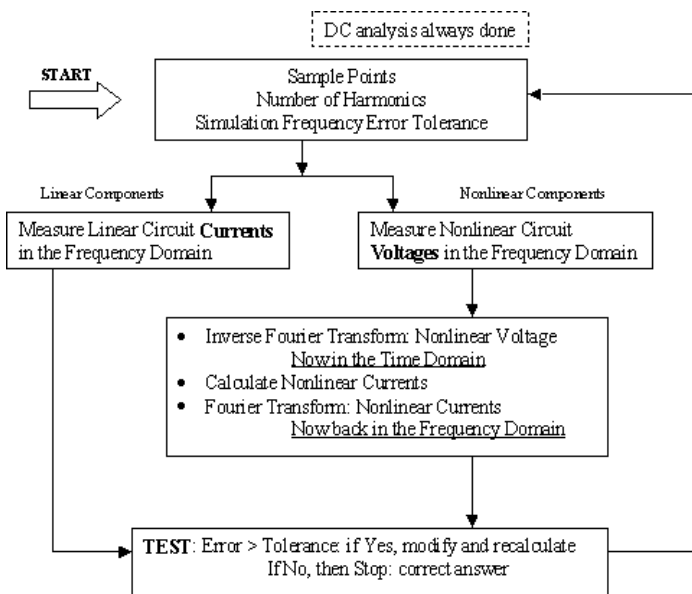 DC analysis always done
START
Sample Points
Number of Harmonics
Simulation Frequency Error Tolerance
Linear Components
Nonlinear Components
Measure Linear Circuit Currents
in the Frequency Domain
Measure Nonlinear Circuit
Voltages in the Frequency Domain
• Inverse Fourier Transform: Nonlinear Voltage
Now in the Time Domain
• Calculate Nonlinear Currents
• Fourier Transform: Nonlinear Currents
Now back in the Frequency Domain
TEST: Error > Tolerance: if Yes, modify and recalculate
If No, then Stop: correct answer